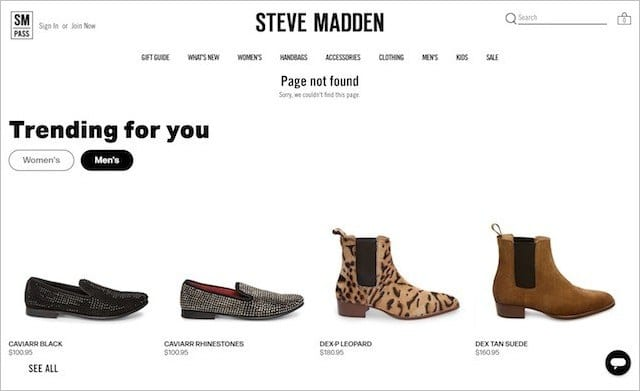 SM
PASS
Sign In or Join Now
STEVE MADDEN
Search
0
GIFT GUIDE WHAT'S NEW WOMEN'S HANDBAGS ACCESSORIES CLOTHING MEN'S KIDS SALE
Page not found
Sorry, we couldn't find this page.
Trending for you
Women's Men's
CAVIARR BLACK CAVIARR RHINESTONES DEX-P LEOPARD DEX TAN SUEDE
$100.95 $100.95 $180.95 $160.95
SEE ALL